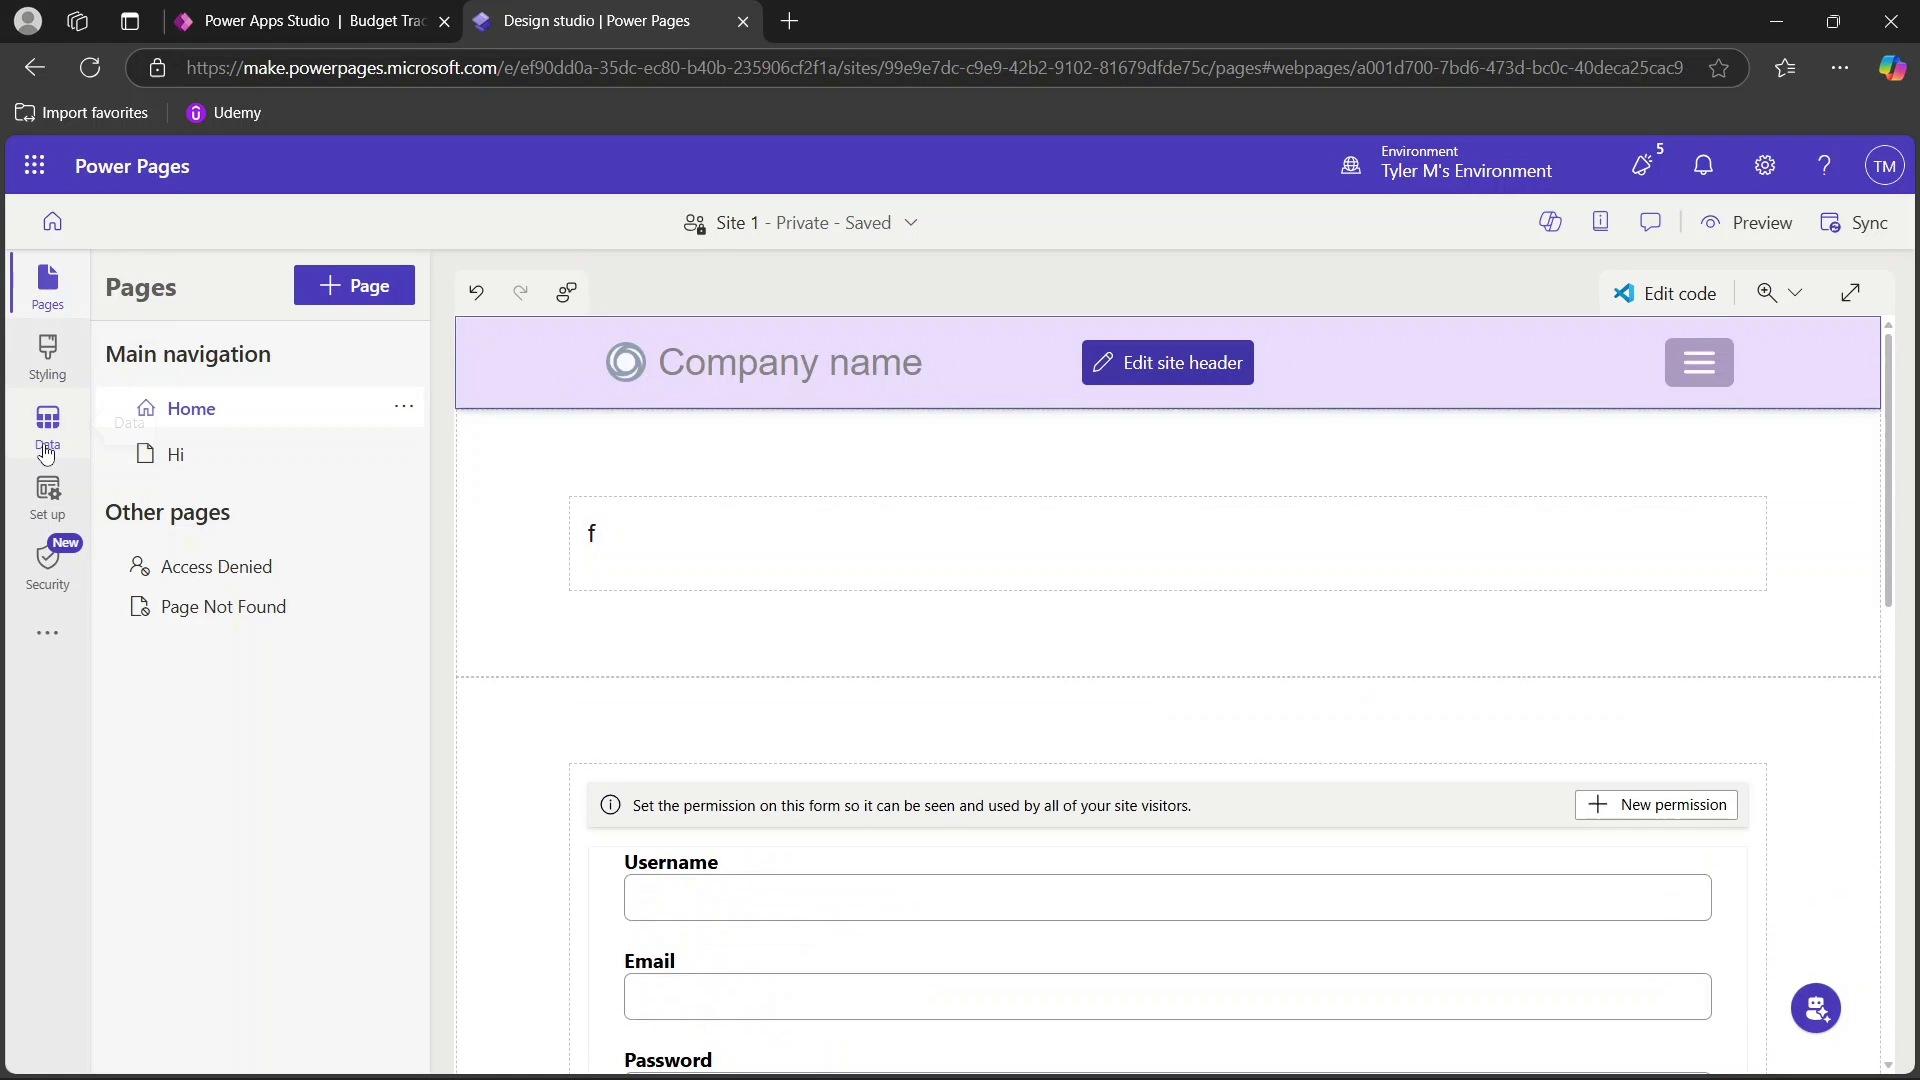 Power Apps Studio | Budget Trac
Design studio | Power Pages
https://make.powerpages.microsoft.com/e/ef90dd0a-35dc-ec80-b40b-235906cf2f1a/sites/99e9e7dc-c9e9-42b2-9102-81679dfde75c/pages#webpages/a001d700-7bd6-473d-bc0c-40deca25cac9
Import favorites
Udemy
Power Pages
Environment
Tyler M's Environment
5
TM
Site 1 - Private - Saved
Preview
Sync
Pages
Styling
Data
Set up
New
Security
Pages
Page
Main navigation
Home
Data
Hi
Other pages
Access Denied
Page Not Found
Edit code
Company name
Edit site header
f
Set the permission on this form so it can be seen and used by all of your site visitors.
New permission
Username
Email
Password